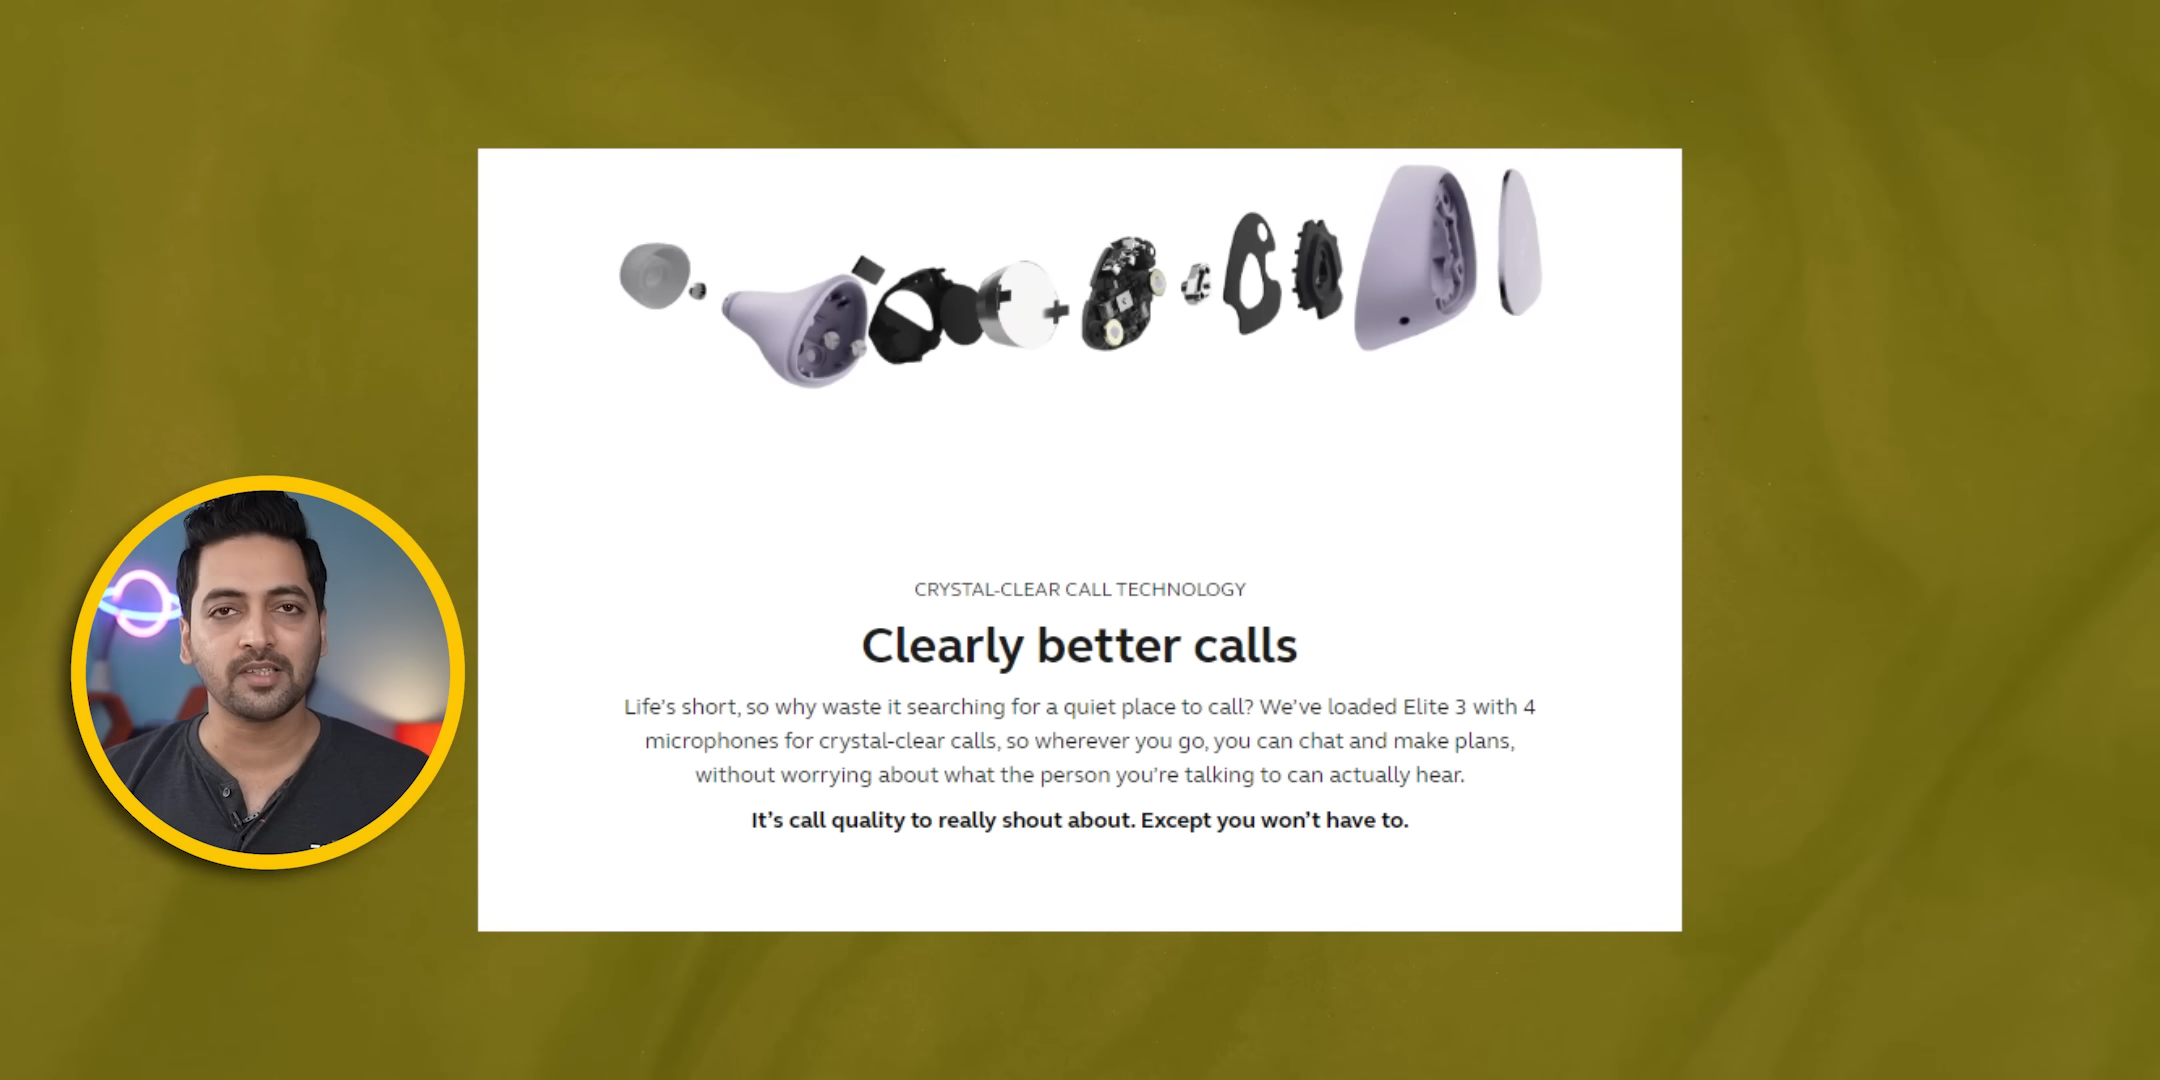 CRYSTAL-CLEAR CALL TECHNOLOGY
Clearly better calls
Life's short, so why waste it searching for a quiet place to call? We've loaded Elite 3 with 4
microphones for crystal-clear calls, so wherever you go, you can chat and make plans,
without worrying about what the person you're talking to can actually hear.
It's call quality to really shout about. Except you won't have to.